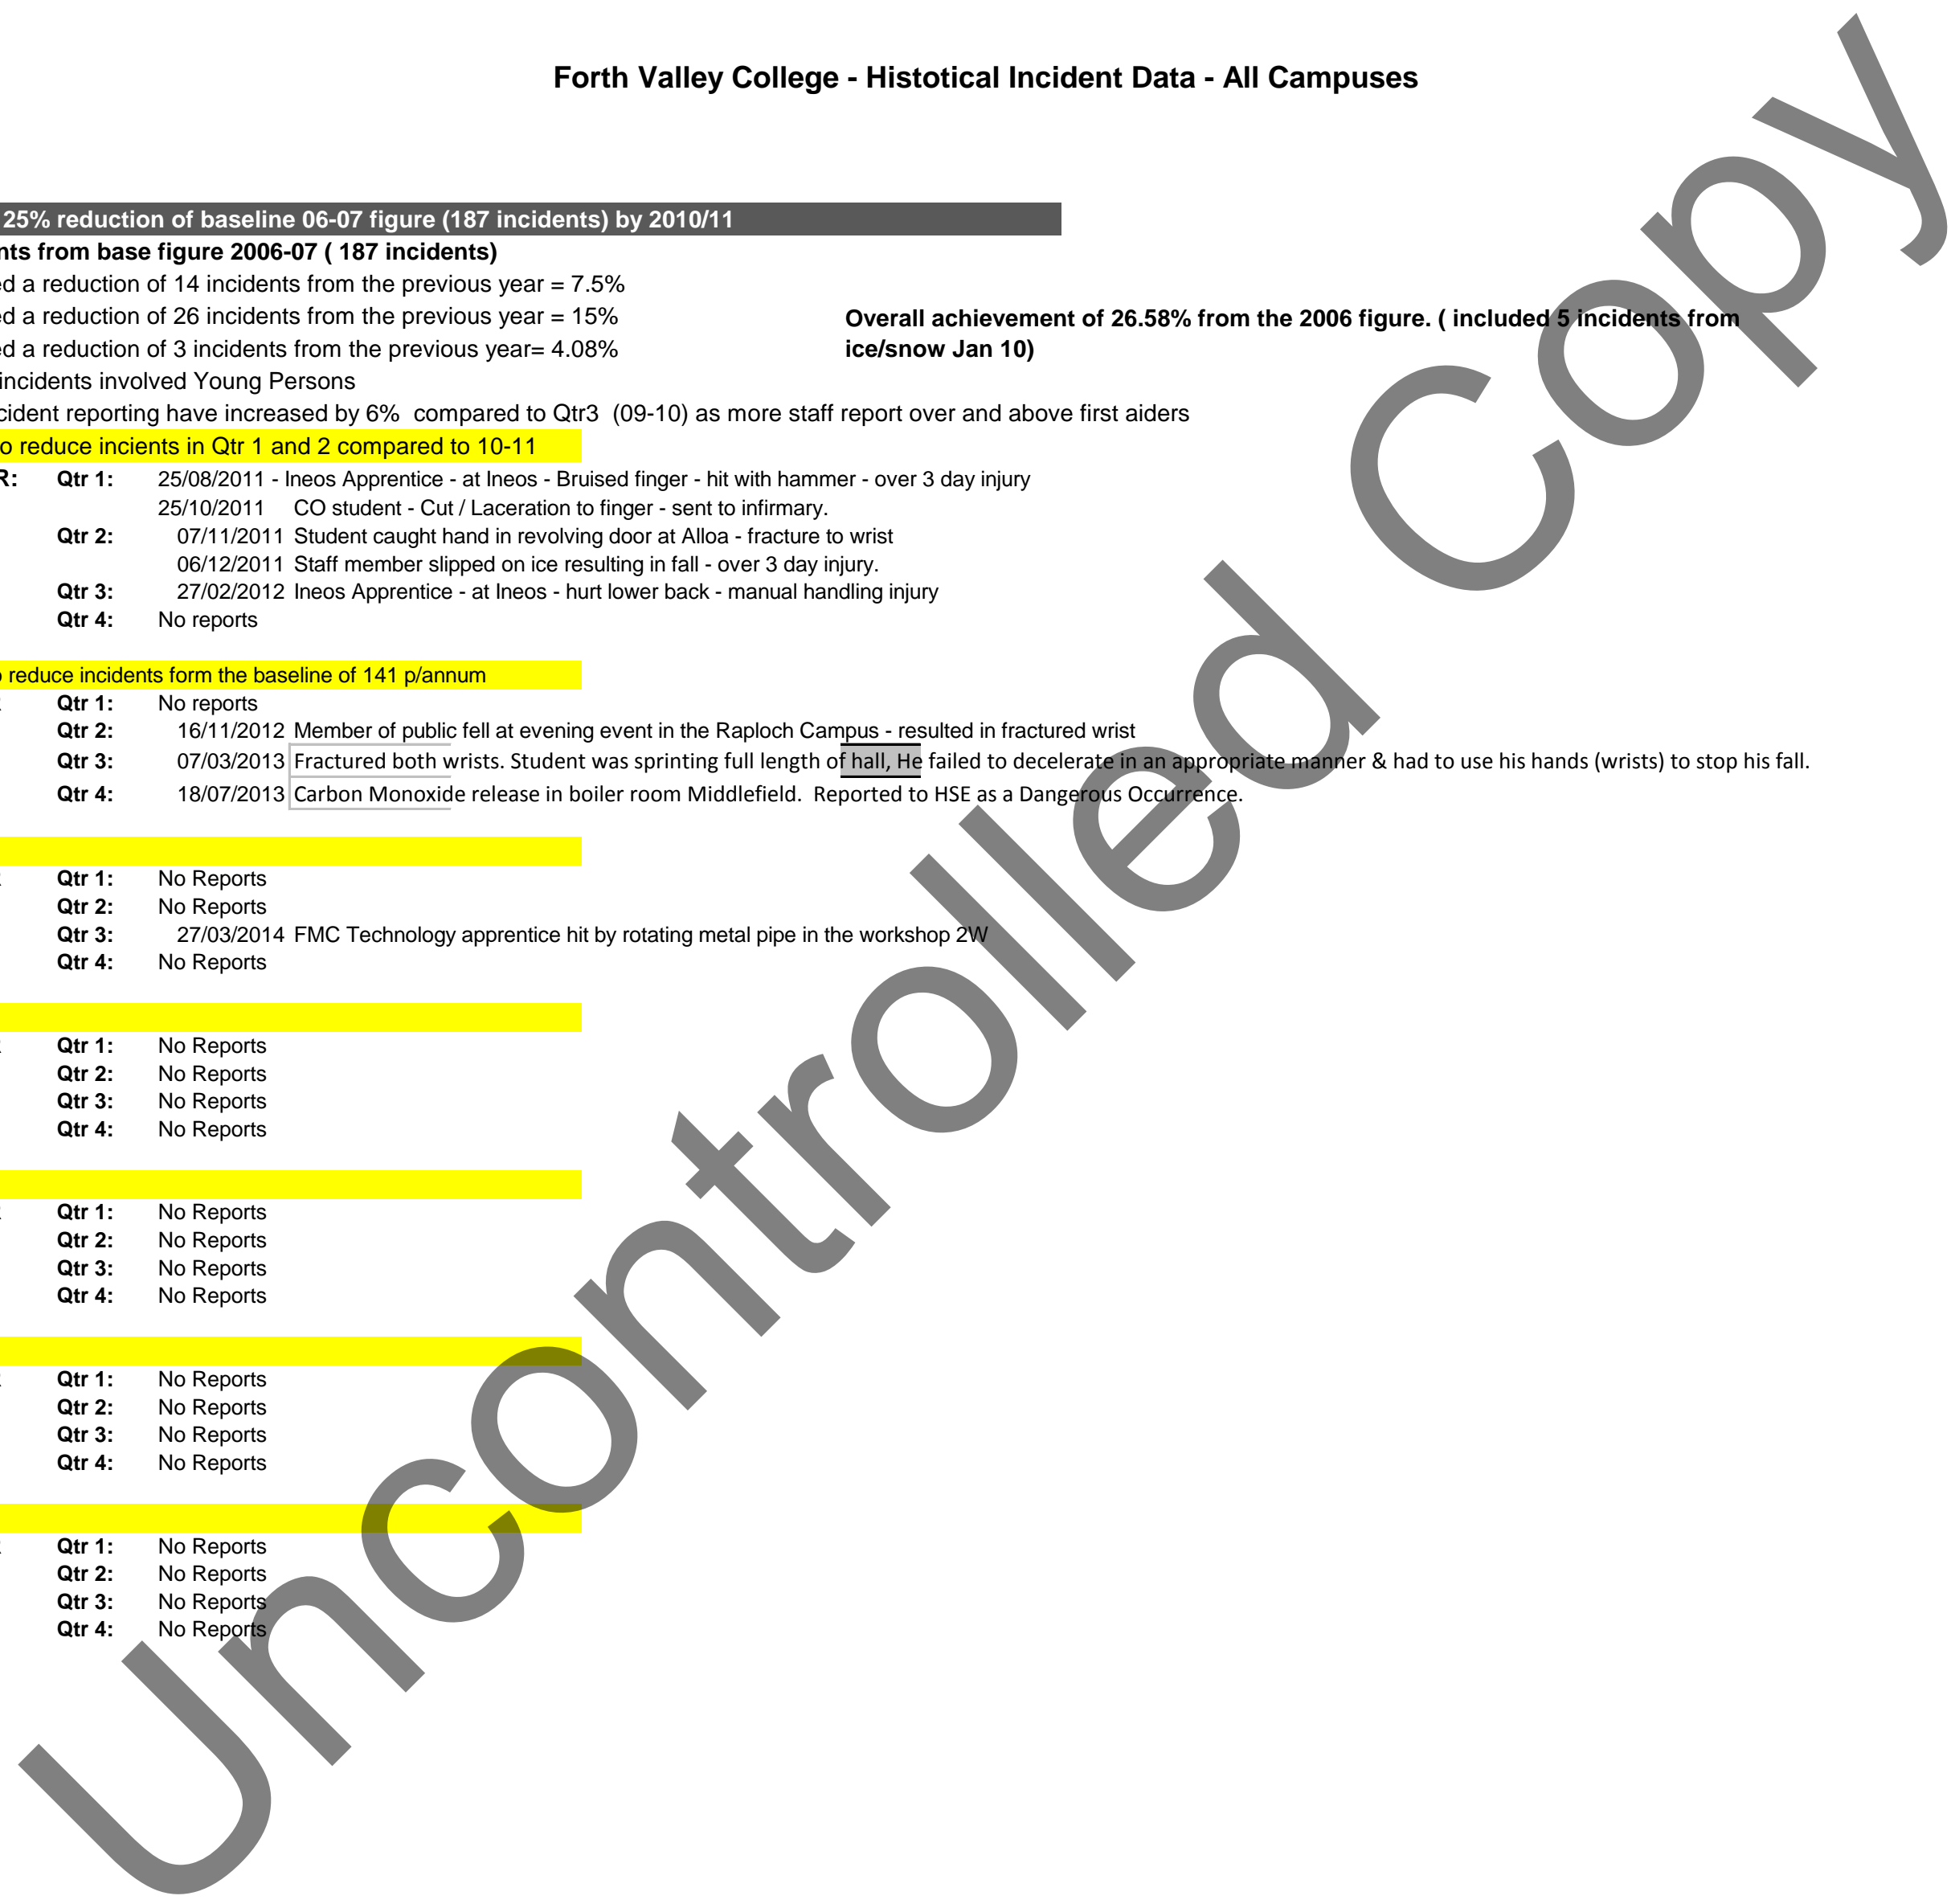 Forth Valley College - Histotical Incident Data - All Campuses
25% reduction of baseline 06-07 figure (187 incidents) by 2010/11
nts from base figure 2006-07 ( 187 incidents)
ed a reduction of 14 incidents from the previous year = 7.5%
ed a reduction of 26 incidents from the previous year = 15%
ed a reduction of 3 incidents from the previous year= 4.08%
Overall achievement of 26.58% from the 2006 figure. ( included 5 incidents from
ice/snow Jan 10)
incidents involved Young Persons
cident reporting have increased by 6% compared to Qtr3 (09-10) as more staff report over and above first aiders
o reduce incients in Qtr 1 and 2 compared to 10-11
R: Qtr 1: 25/08/2011 - Ineos Apprentice - at Ineos - Bruised finger - hit with hammer - over 3 day injury
25/10/2011 CO student - Cut / Laceration to finger - sent to infirmary.
Qtr 2: 07/11/2011 Student caught hand in revolving door at Alloa - fracture to wrist
06/12/2011 Staff member slipped on ice resulting in fall - over 3 day injury.
Qtr 3: 27/02/2012 Ineos Apprentice - at Ineos - hurt lower back - manual handling injury
Qtr 4: No reports
o reduce incidents form the baseline of 141 p/annum
Qtr 1: No reports
Qtr 2: 16/11/2012 Member of public fell at evening event in the Raploch Campus - resulted in fractured wrist
Qtr 3: 07/03/2013 Fractured both wrists. Student was sprinting full length of hall, He failed to decelerate in an appropriate manner & had to use his hands (wrists) to stop his fall.
Qtr 4: 18/07/2013 Carbon Monoxide release in boiler room Middlefield. Reported to HSE as a Dangerous Occurrence.
Qtr 1: No Reports
Qtr 2: No Reports
Qtr 3: 27/03/2014 FMC Technology apprentice hit by rotating metal pipe in the workshop 2W
Qtr 4: No Reports
Qtr 1: No Reports
Qtr 2: No Reports
Qtr 3: No Reports
Qtr 4: No Reports
Qtr 1: No Reports
Qtr 2: No Reports
Qtr 3: No Reports
Qtr 4: No Reports
Qtr 1: No Reports
Qtr 2: No Reports
Qtr 3: No Reports
Qtr 4: No Reports
Qtr 1: No Reports
Qtr 2: No Reports
Qtr 3: No Reports
Qtr 4: No Reports
Uncontrolled Copy